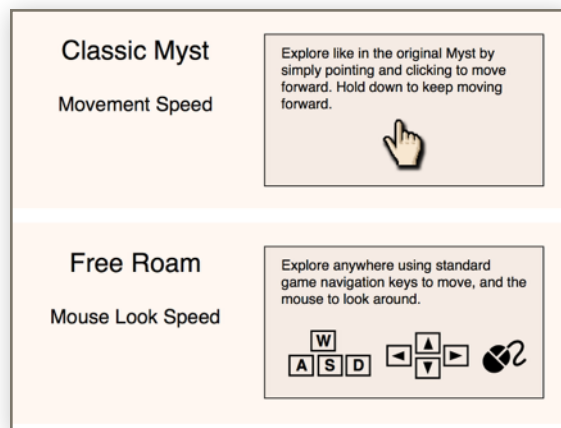 Classic Myst
Movement Speed
Explore like in the original Myst by
simply pointing and clicking to move
forward. Hold down to keep moving
forward.
Free Roam
Mouse Look Speed
Explore anywhere using standard
game navigation keys to move, and the
mouse to look around.
W
A S D